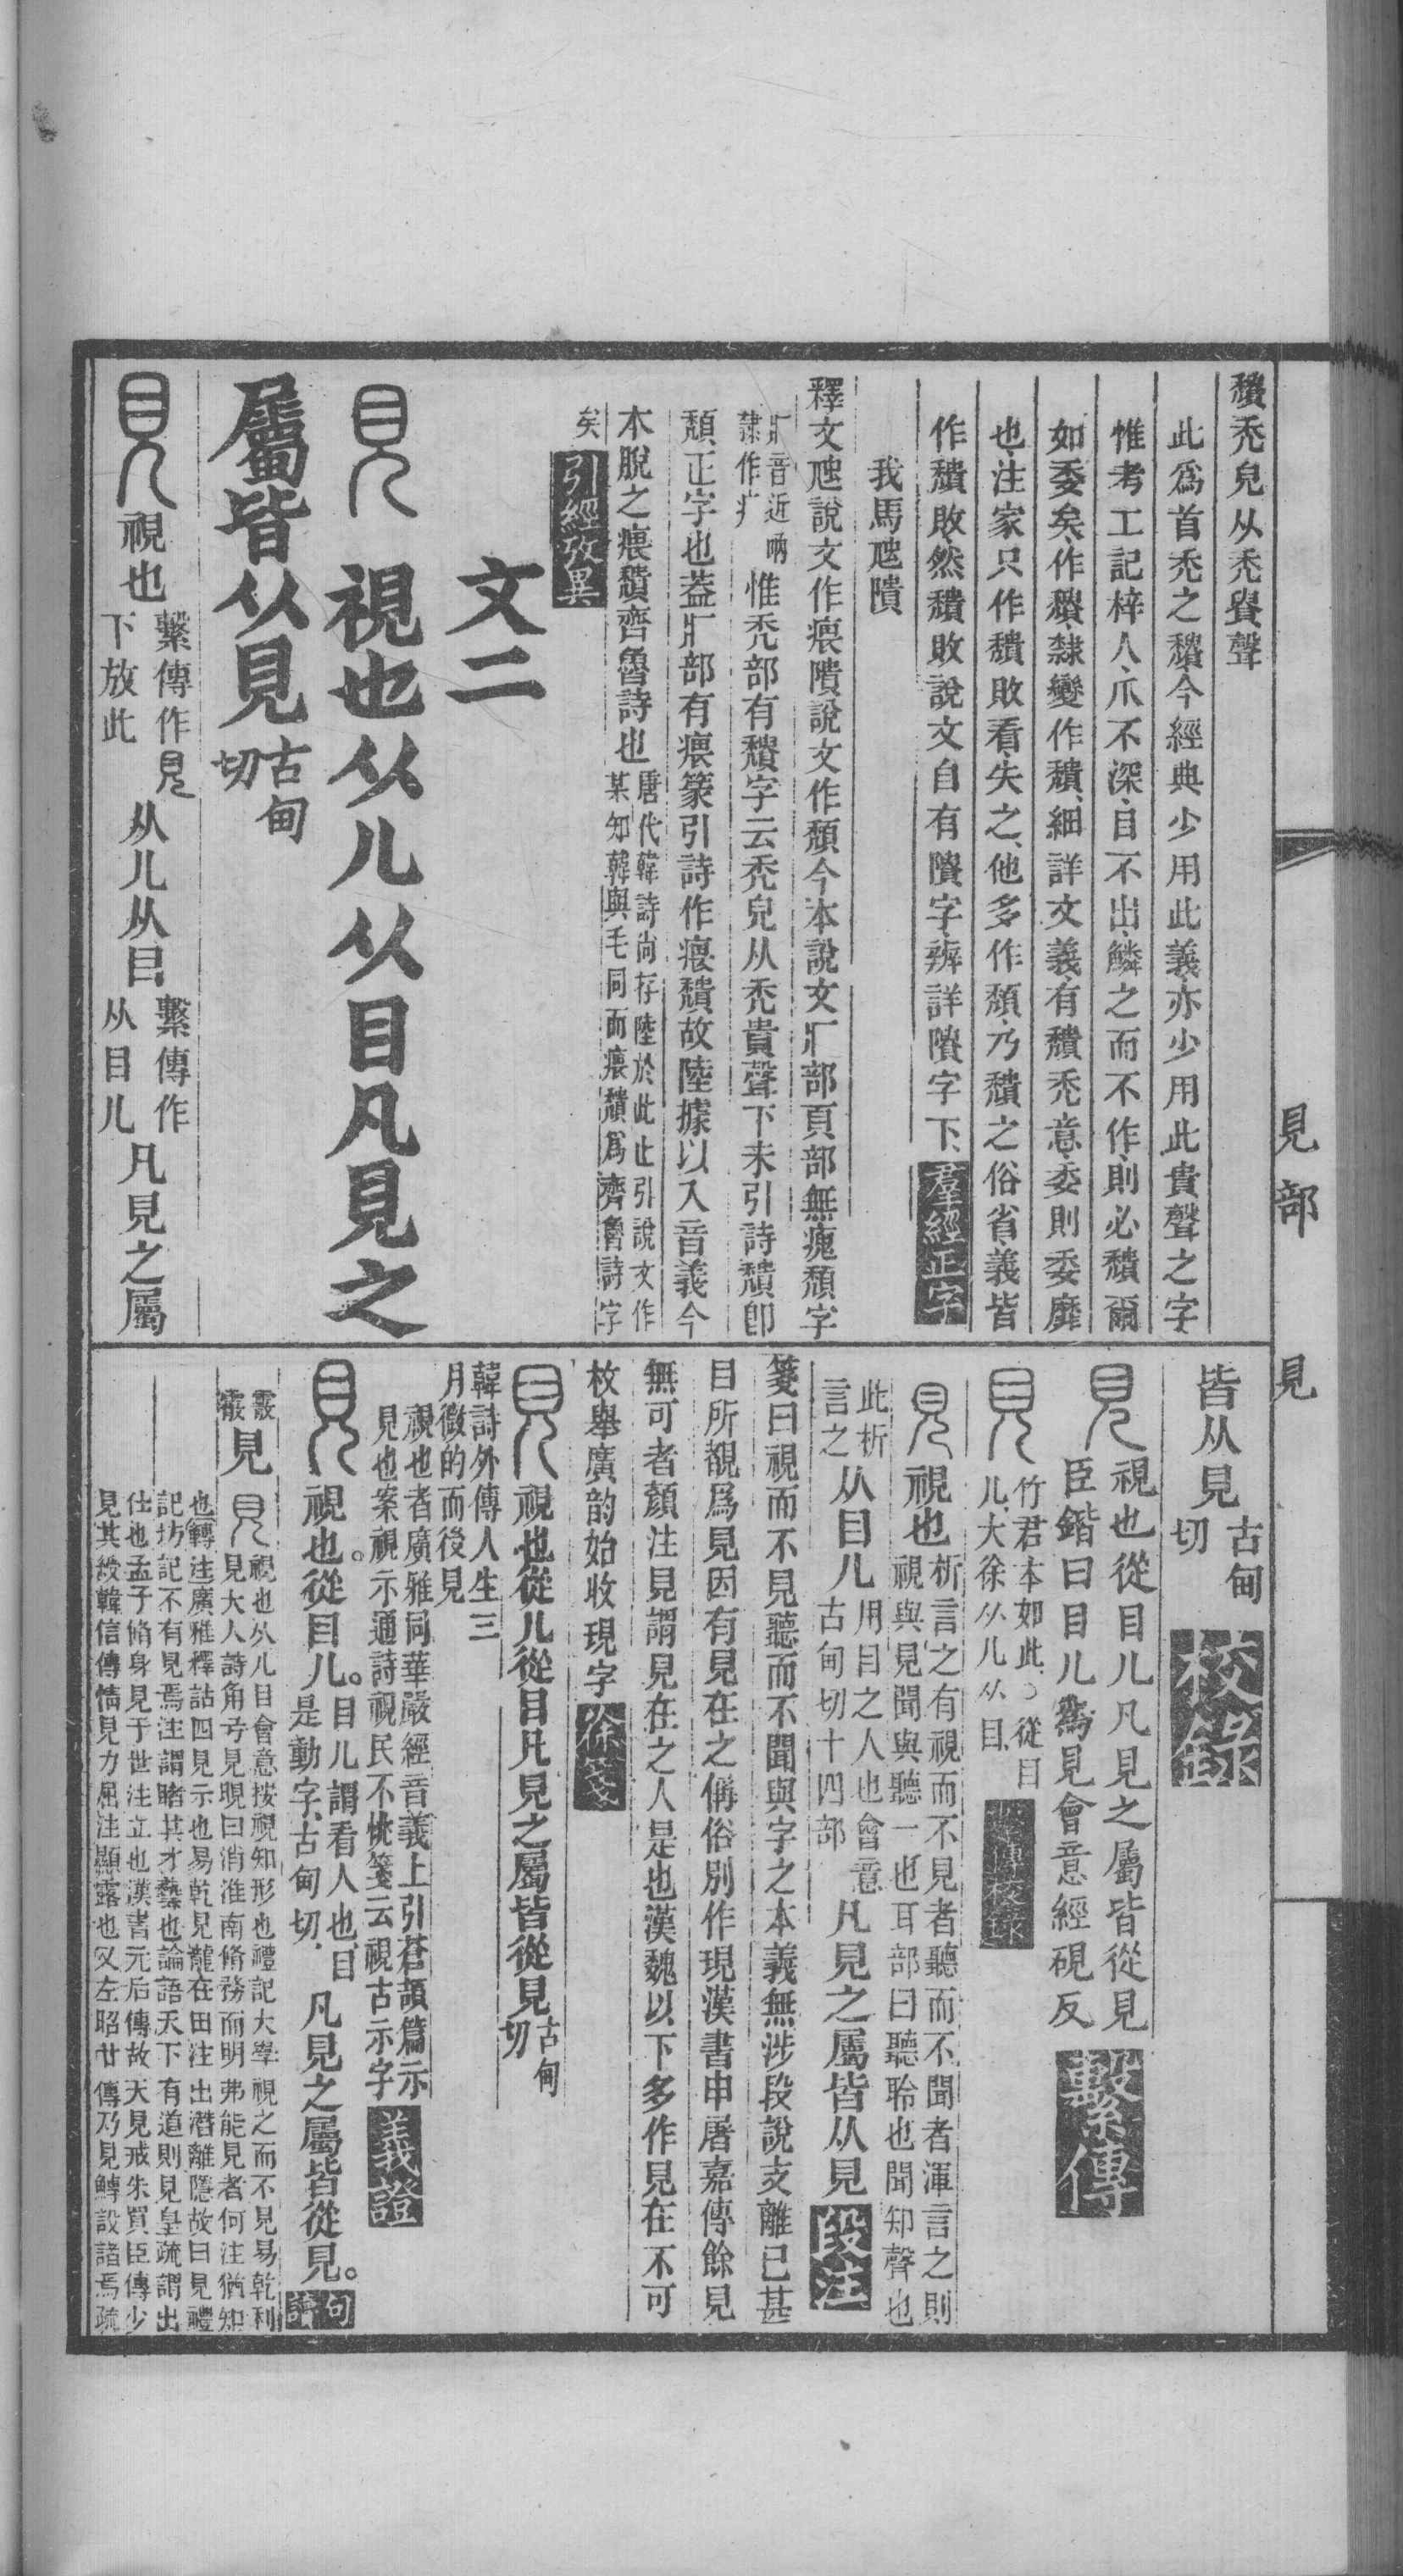 穨禿皃从禿𧷛聲
此爲首禿之穨、今經典少用此義、亦少用此貴聲之字
惟考工記梓人、爪不深、目不出、鱗之而不作、則必穨爾
如委矣、作穨、隸變作穨、細詳文義、有穨禿意、委則委靡
也、注家只作穨敗看、失之、他多作頹、乃穨之俗省、義皆
作穨敗、然穨敗說文自有隤字、辨詳隤字下、羣經正字
我馬虺隤
釋文虺說文作瘣隤說文作頹今本說文疒部頁部無瘣頹字
疒音近疒隸作疒
惟禿部有穨字云禿皃从禿貴聲下未引詩穨卽
頹正字也葢疒部有瘣篆引詩作瘣穨故陸據以入音義今
本脫之瘣穨齊魯詩也
唐代韓詩尚存陸於此止引說文作
某知韓與毛同而瘣穨爲齊魯詩字
矣 引經攷異
文二
見 視也从儿从目凡見之
屬皆从見 古甸切
見 視也 繫傳作見下放此 从儿从目 繫傳作从目儿 凡見之屬
見部 見
皆从見 古甸切 校錄
見 視也從目儿凡見之屬皆從見
臣鍇曰目儿爲見會意經硯反 繫傳
見 竹君本如此、○從目
儿、大徐从儿从目、 繫傳校錄
見 視也 析言之有視而不見者聽而不聞者渾言之則
視與見聞與聽一也耳部曰聽聆也聞知聲也
此析言之 从目儿 用目之人也會意
古甸切十四部 凡見之屬皆从見 段注
箋曰視而不見聽而不聞與字之本義無涉段說支離已甚
目所覩爲見因有見在之偁俗別作現漢書申屠嘉傳餘見
無可者顏注見謂見在之人是也漢魏以下多作見在不可
枚舉廣韵始收現字 徐箋
見 視也從儿從目凡見之屬皆從見 古甸切
韓詩外傳人生三
月徹的而後見
視也者廣雅同華嚴經音義上引蒼頡篇示
見也案視示通詩視民不恌箋云視古示字 義證
見 視也。從目儿。 目儿、謂看人也、目
是動字、古甸切、 凡見之屬皆從見。 句讀
見 見
視也从儿目會意按視知形也禮記大學視之而不見易乾利
見大人詩角弓見晛曰消淮南脩務而明弗能見者何注猶知
也轉注廣雅釋詁四見示也易乾見龍在田注出潛離隱故曰見禮
記坊記不有見焉注謂睹其才藝也論語天下有道則見皇疏謂出
仕也孟子脩身見于世注立也漢書元后傳故天見戒朱買臣傳少
見其綬韓信傳情見力屈注顯露也又左昭廿傳乃見鱄設諸焉疏